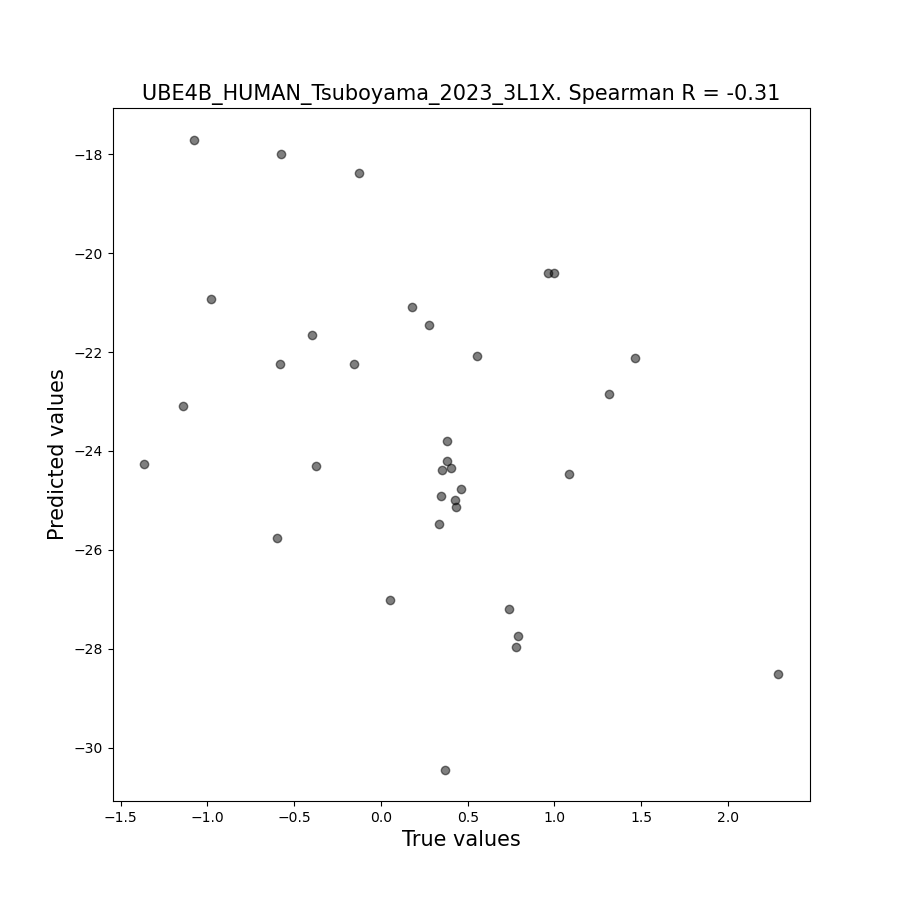 UBE4B_HUMAN_Tsuboyama_2023_3L1X. Spearman R = -0.31
−18
−20
−22
−24
−26
−28
−30
Predicted values
−1.5 −1.0 −0.5 0.0 0.5 1.0 1.5 2.0
True values